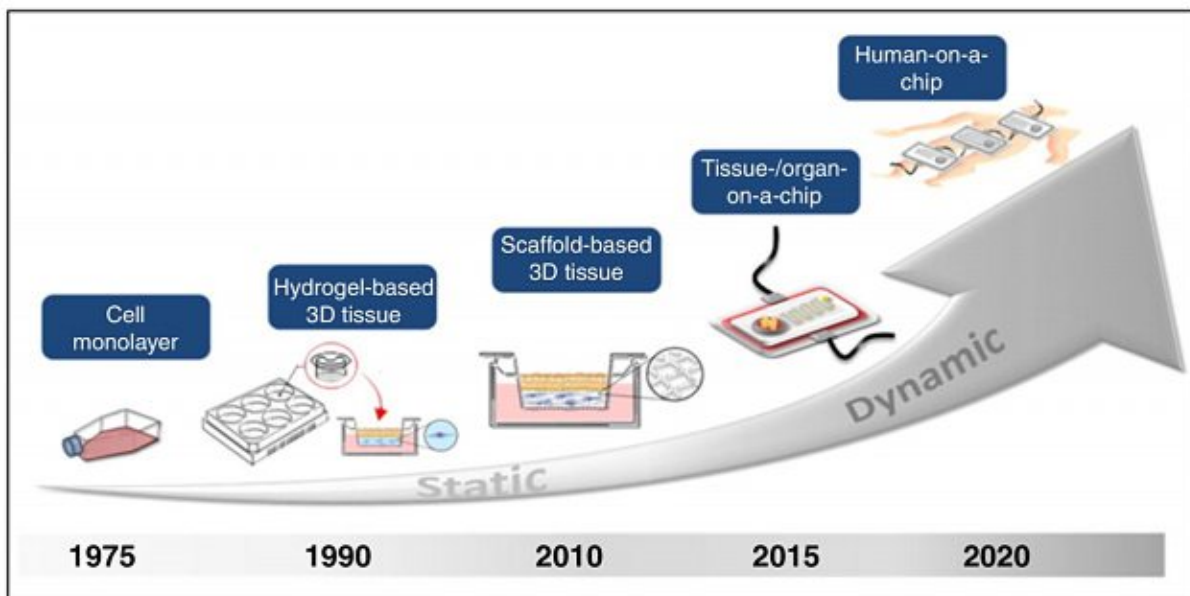 Human-on-a-
chip
Tissue-/organ-
on-a-chip
Scaffold-based
3D tissue
Hydrogel-based
3D tissue
Cell
monolayer
Static
Dynamic
1975
1990
2010
2015
2020